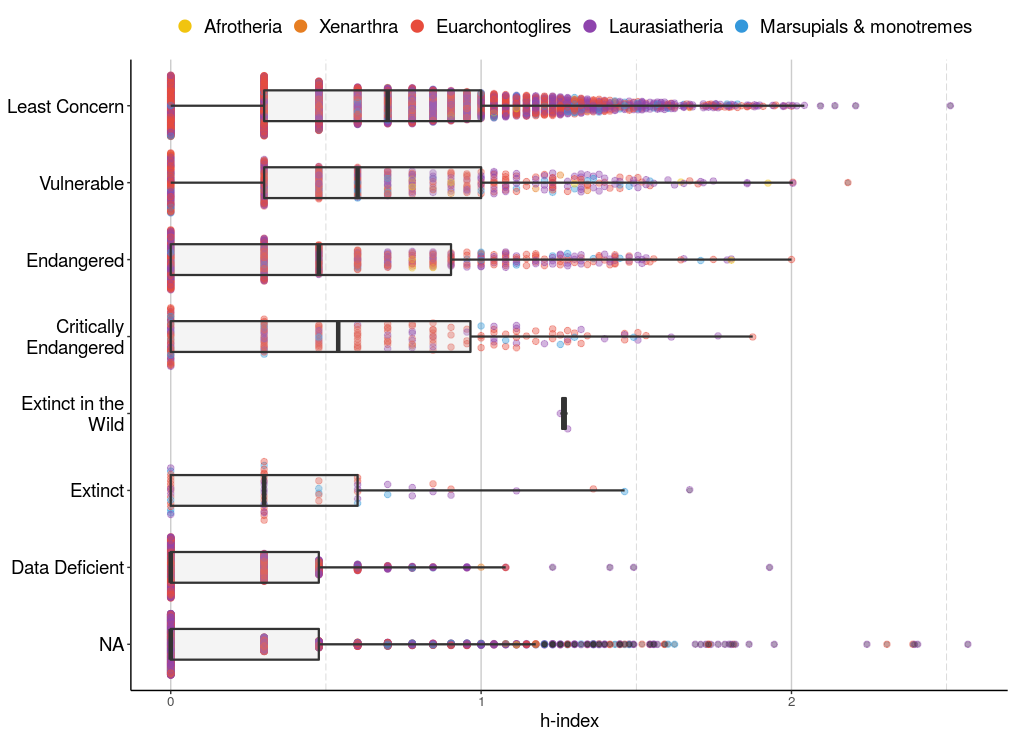 Afrotheria Xenarthra Euarchontoglires Laurasiatheria Marsupials & monotremes
Least Concern
Vulnerable
Endangered
Critically
Endangered
Extinct in the
Wild
Extinct
Data Deficient
NA
0 1 2
h-index